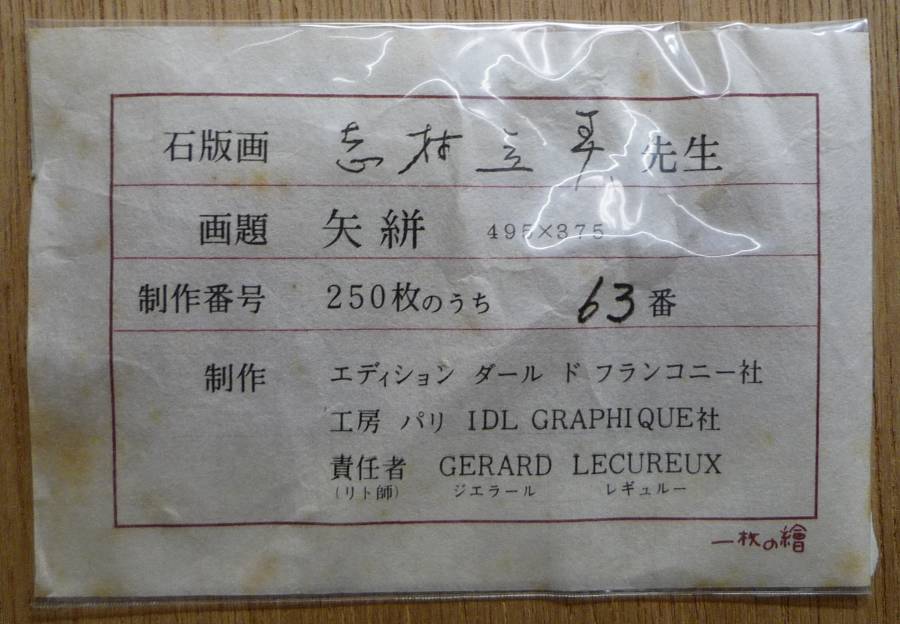 石版画 志村立美 先生
画題 矢絣 495×375
制作番号 250枚のうち 63番
制作 エディション ダール ド フランコニー社
工房 パリ IDL GRAPHIQUE社
責任者 GERARD LECUREUX
(リト師) ジエラール レギュルー
一枚の繪